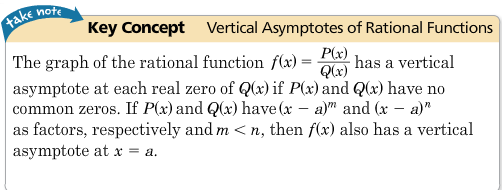 take note
Key Concept Vertical Asymptotes of Rational Functions
The graph of the rational function f(x) = P(x)/Q(x) has a vertical
asymptote at each real zero of Q(x) if P(x) and Q(x) have no
common zeros. If P(x) and Q(x) have (x − a)ᵐ and (x − a)ⁿ
as factors, respectively and m < n, then f(x) also has a vertical
asymptote at x = a.